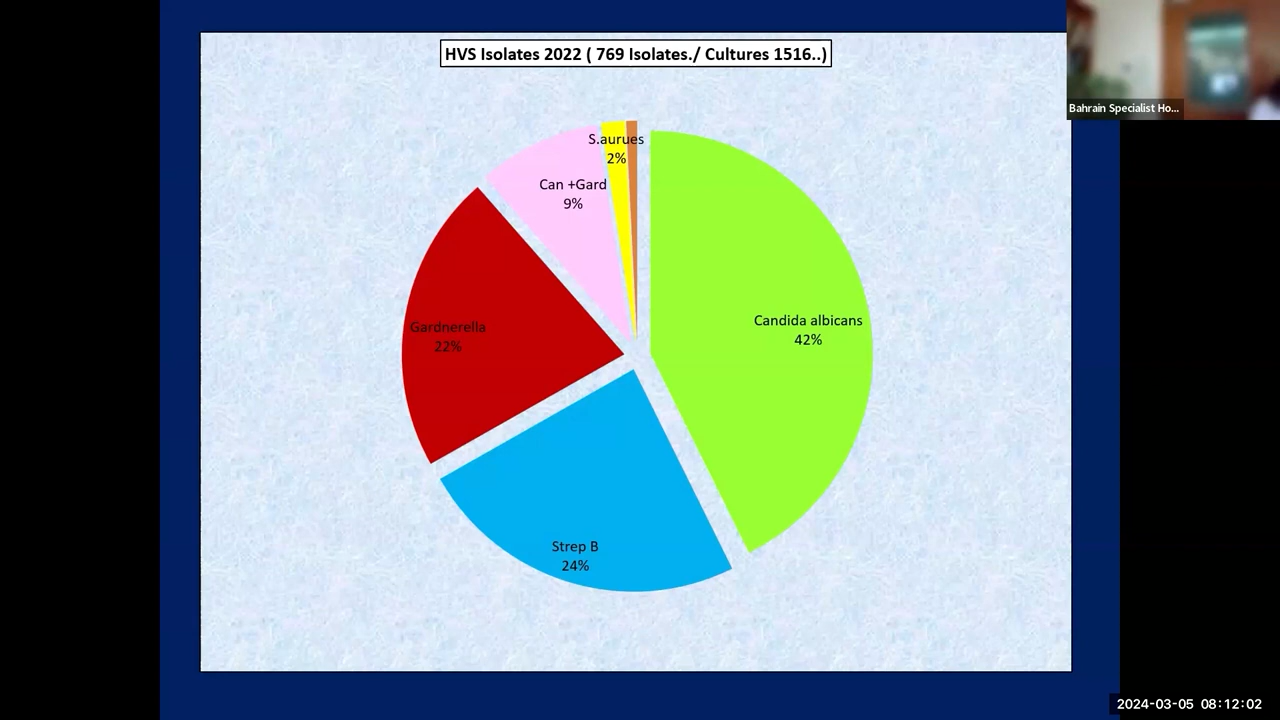 HVS Isolates 2022 ( 769 Isolates./ Cultures 1516..)
Bahrain Specialist Ho...
S.aurues
2%
Can +Gard
9%
Candida albicans
42%
Gardnerella
22%
Strep B
24%
2024-03-05 08:12:02